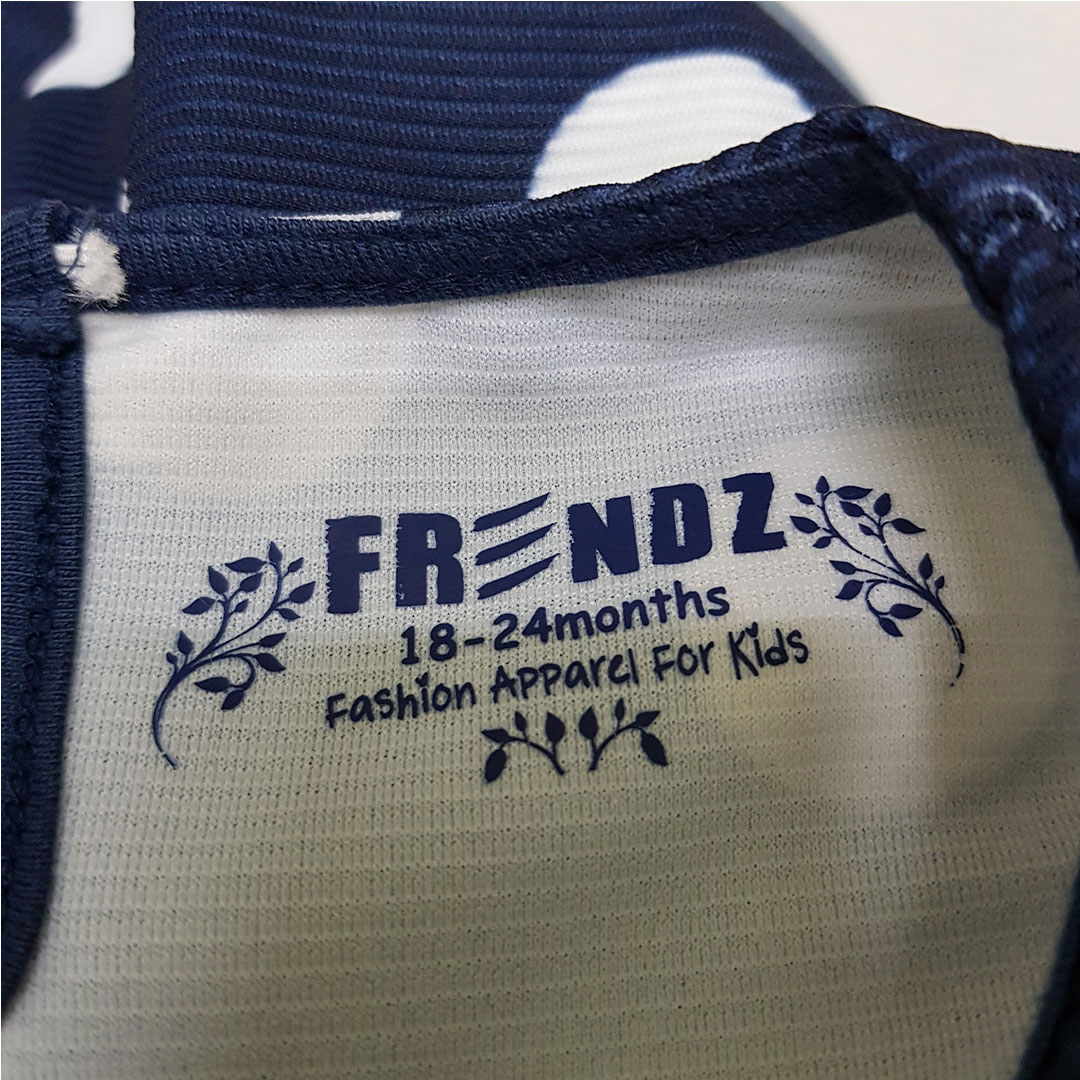 FRENDZ
18-24months
Fashion Apparel For Kids